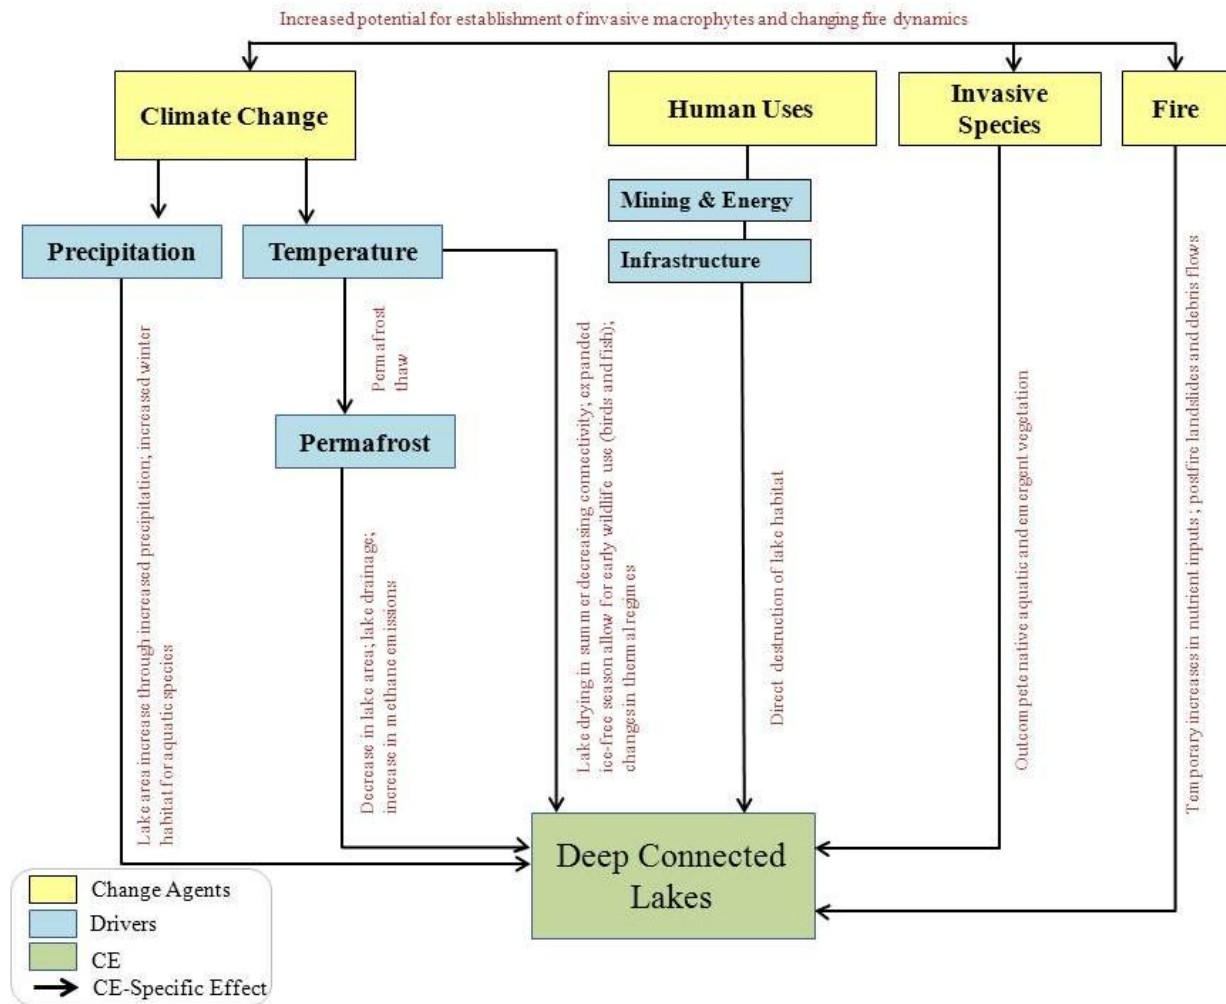 Increased potential for establishment of invasive macrophytes and changing fire dynamics
Climate Change
Human Uses
Invasive
Species
Fire
Mining & Energy
Infrastructure
Precipitation
Temperature
Permafrost
thaw
Permafrost
Lake area increase through increased precipitation; increased winter
habitat for aquatic species
Decrease in lake area; lake drainage;
increase in methane emissions
Lake drying in summer decreasing connectivity; expanded
ice-free season allow for early wildlife use (birds and fish);
changes in thermal regimes
Direct destruction of lake habitat
Outcompete native aquatic and emergent vegetation
Temporary increases in nutrient inputs ; postfire landslides and debris flows
Deep Connected
Lakes
Change Agents
Drivers
CE
CE-Specific Effect